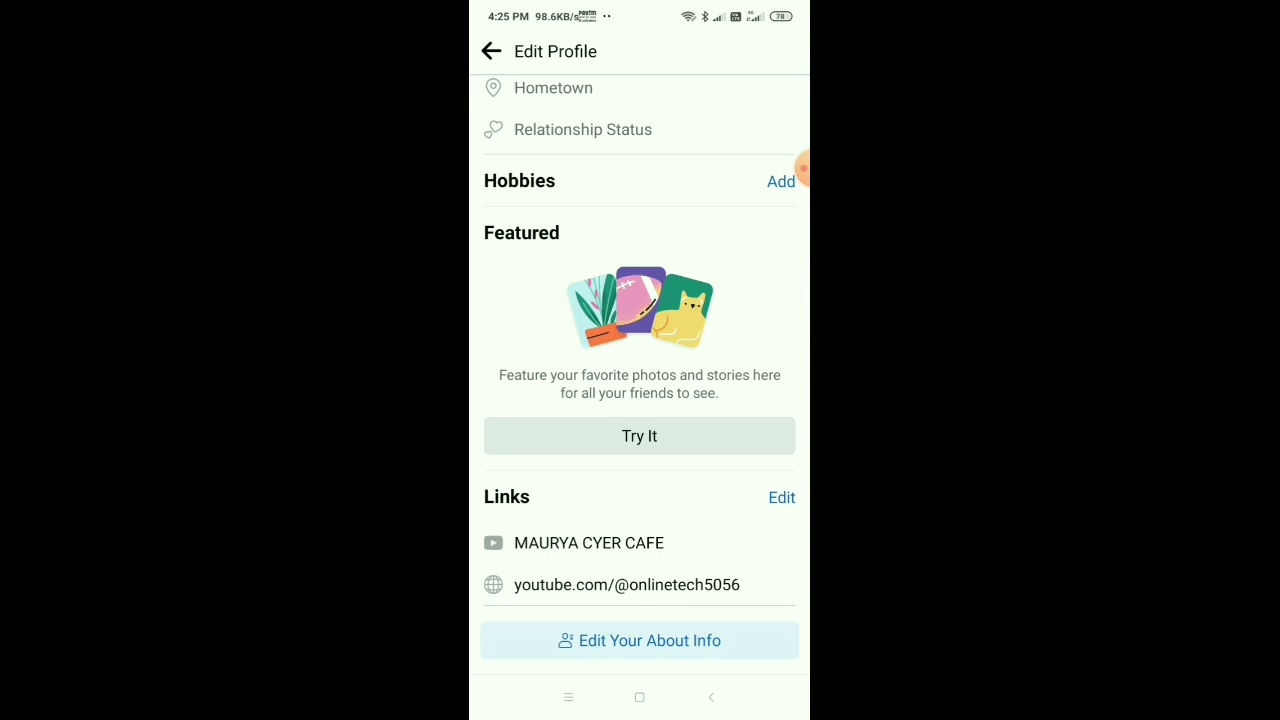 4:25 PM 98.6KB/s
78
Edit Profile
Hometown
Relationship Status
Hobbies Add
Featured
Feature your favorite photos and stories here
for all your friends to see.
Try It
Links Edit
MAURYA CYER CAFE
youtube.com/@onlinetech5056
Edit Your About Info